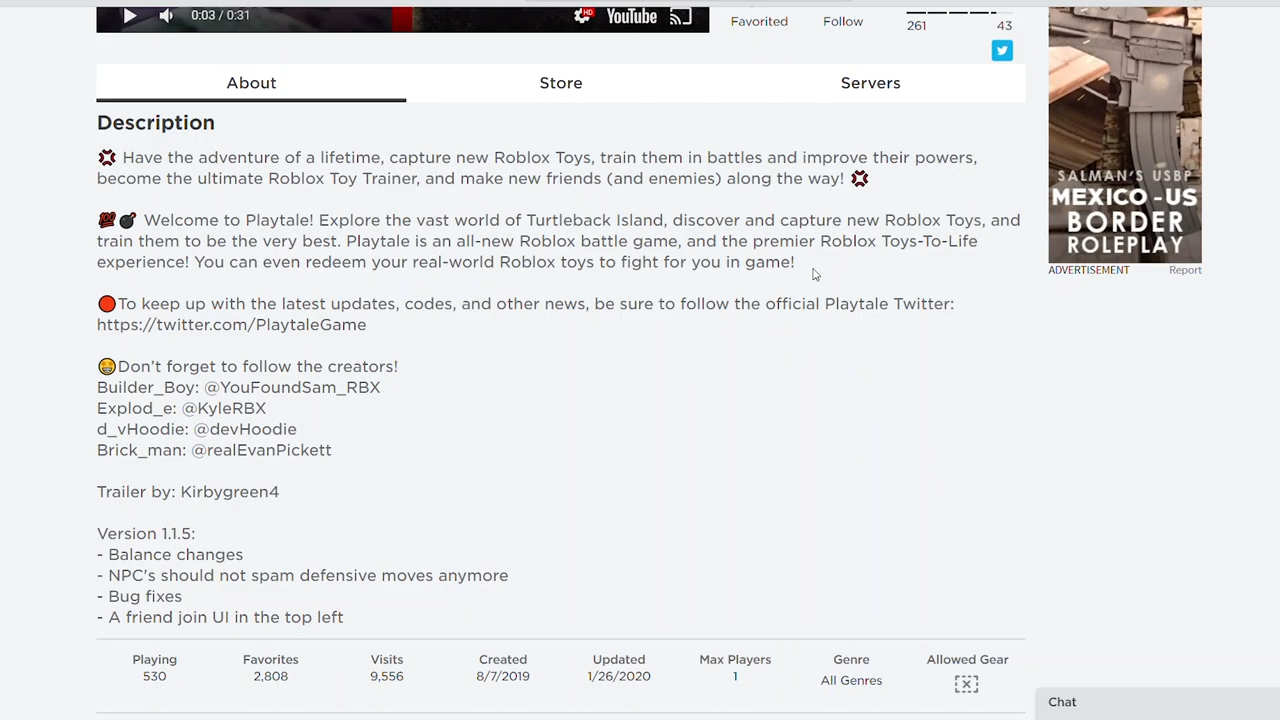 0:03 / 0:31
HD
YouTube
Favorited
Follow
261
43
About
Store
Servers
Description
Have the adventure of a lifetime, capture new Roblox Toys, train them in battles and improve their powers,
become the ultimate Roblox Toy Trainer, and make new friends (and enemies) along the way!
💯💣 Welcome to Playtale! Explore the vast world of Turtleback Island, discover and capture new Roblox Toys, and
train them to be the very best. Playtale is an all-new Roblox battle game, and the premier Roblox Toys-To-Life
experience! You can even redeem your real-world Roblox toys to fight for you in game!
🔴To keep up with the latest updates, codes, and other news, be sure to follow the official Playtale Twitter:
https://twitter.com/PlaytaleGame
Don't forget to follow the creators!
Builder_Boy: @YouFoundSam_RBX
Explod_e: @KyleRBX
d_vHoodie: @devHoodie
Brick_man: @realEvanPickett
Trailer by: Kirbygreen4
Version 1.1.5:
- Balance changes
- NPC's should not spam defensive moves anymore
- Bug fixes
- A friend join UI in the top left
Playing
530
Favorites
2,808
Visits
9,556
Created
8/7/2019
Updated
1/26/2020
Max Players
1
Genre
All Genres
Allowed Gear
SALMAN'S USBP
MEXICO-US
BORDER
ROLEPLAY
ADVERTISEMENT
Report
Chat